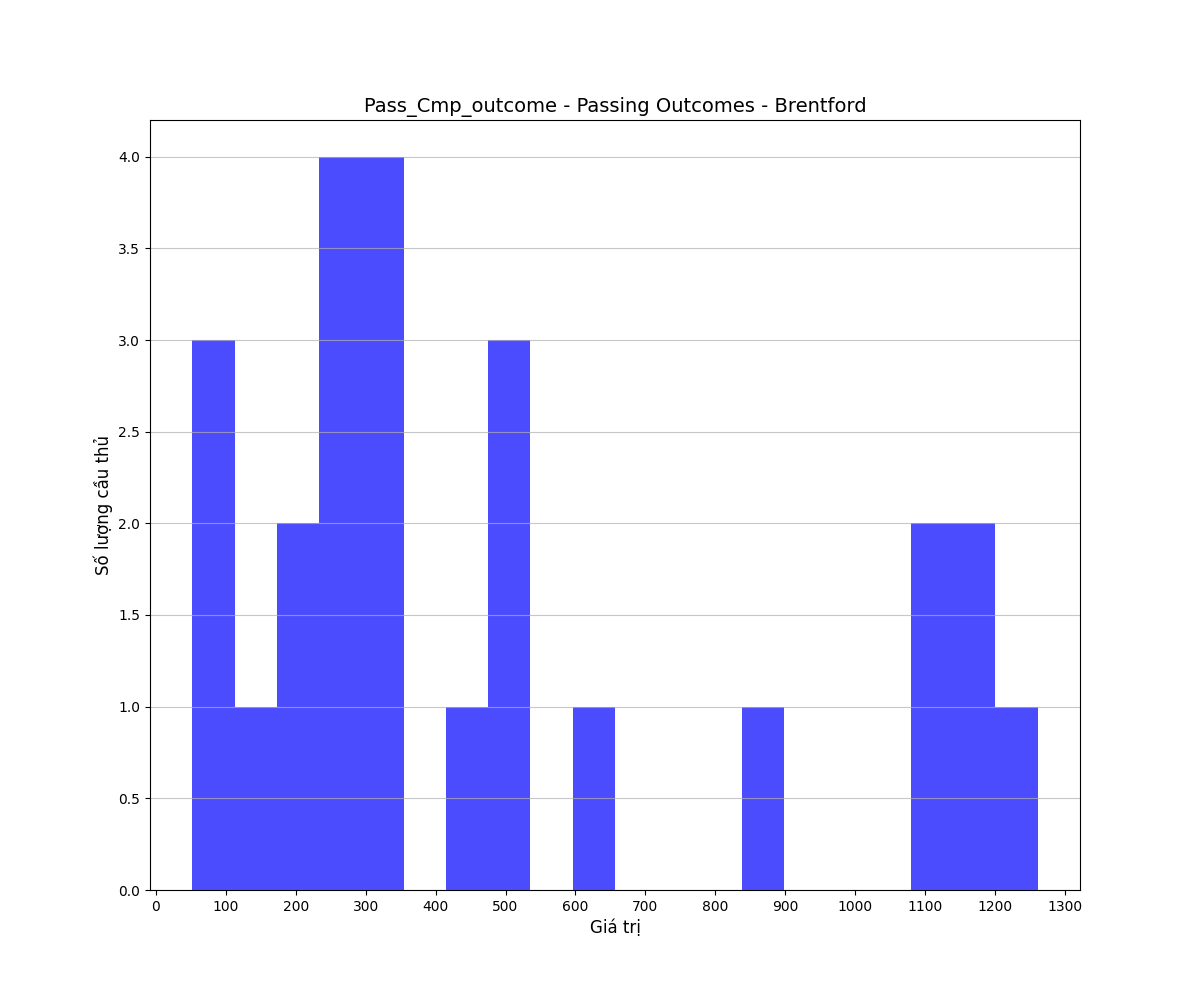 Pass_Cmp_outcome - Passing Outcomes - Brentford
4.0
3.5
3.0
2.5
2.0
1.5
1.0
0.5
0.0
Số lượng cầu thủ
0 100 200 300 400 500 600 700 800 900 1000 1100 1200 1300
Giá trị